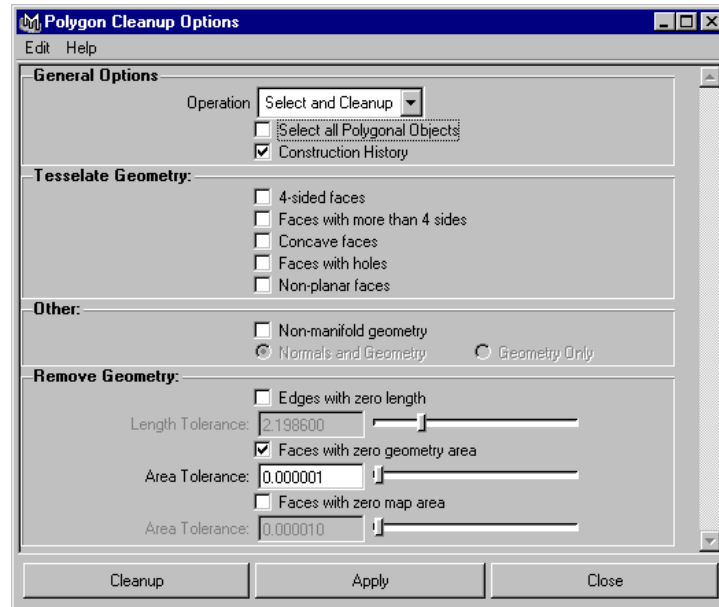 Polygon Cleanup Options
Edit Help
General Options
Operation Select and Cleanup
Select all Polygonal Objects
Construction History
Tesselate Geometry:
4-sided faces
Faces with more than 4 sides
Concave faces
Faces with holes
Non-planar faces
Other:
Non-manifold geometry
Normals and Geometry Geometry Only
Remove Geometry:
Edges with zero length
Length Tolerance: 2.198600
Faces with zero geometry area
Area Tolerance: 0.000001
Faces with zero map area
Area Tolerance: 0.000010
Cleanup Apply Close